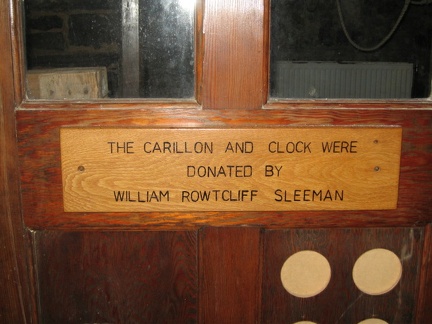 THE CARILLON AND CLOCK WERE
DONATED BY
WILLIAM ROWTCLIFF SLEEMAN